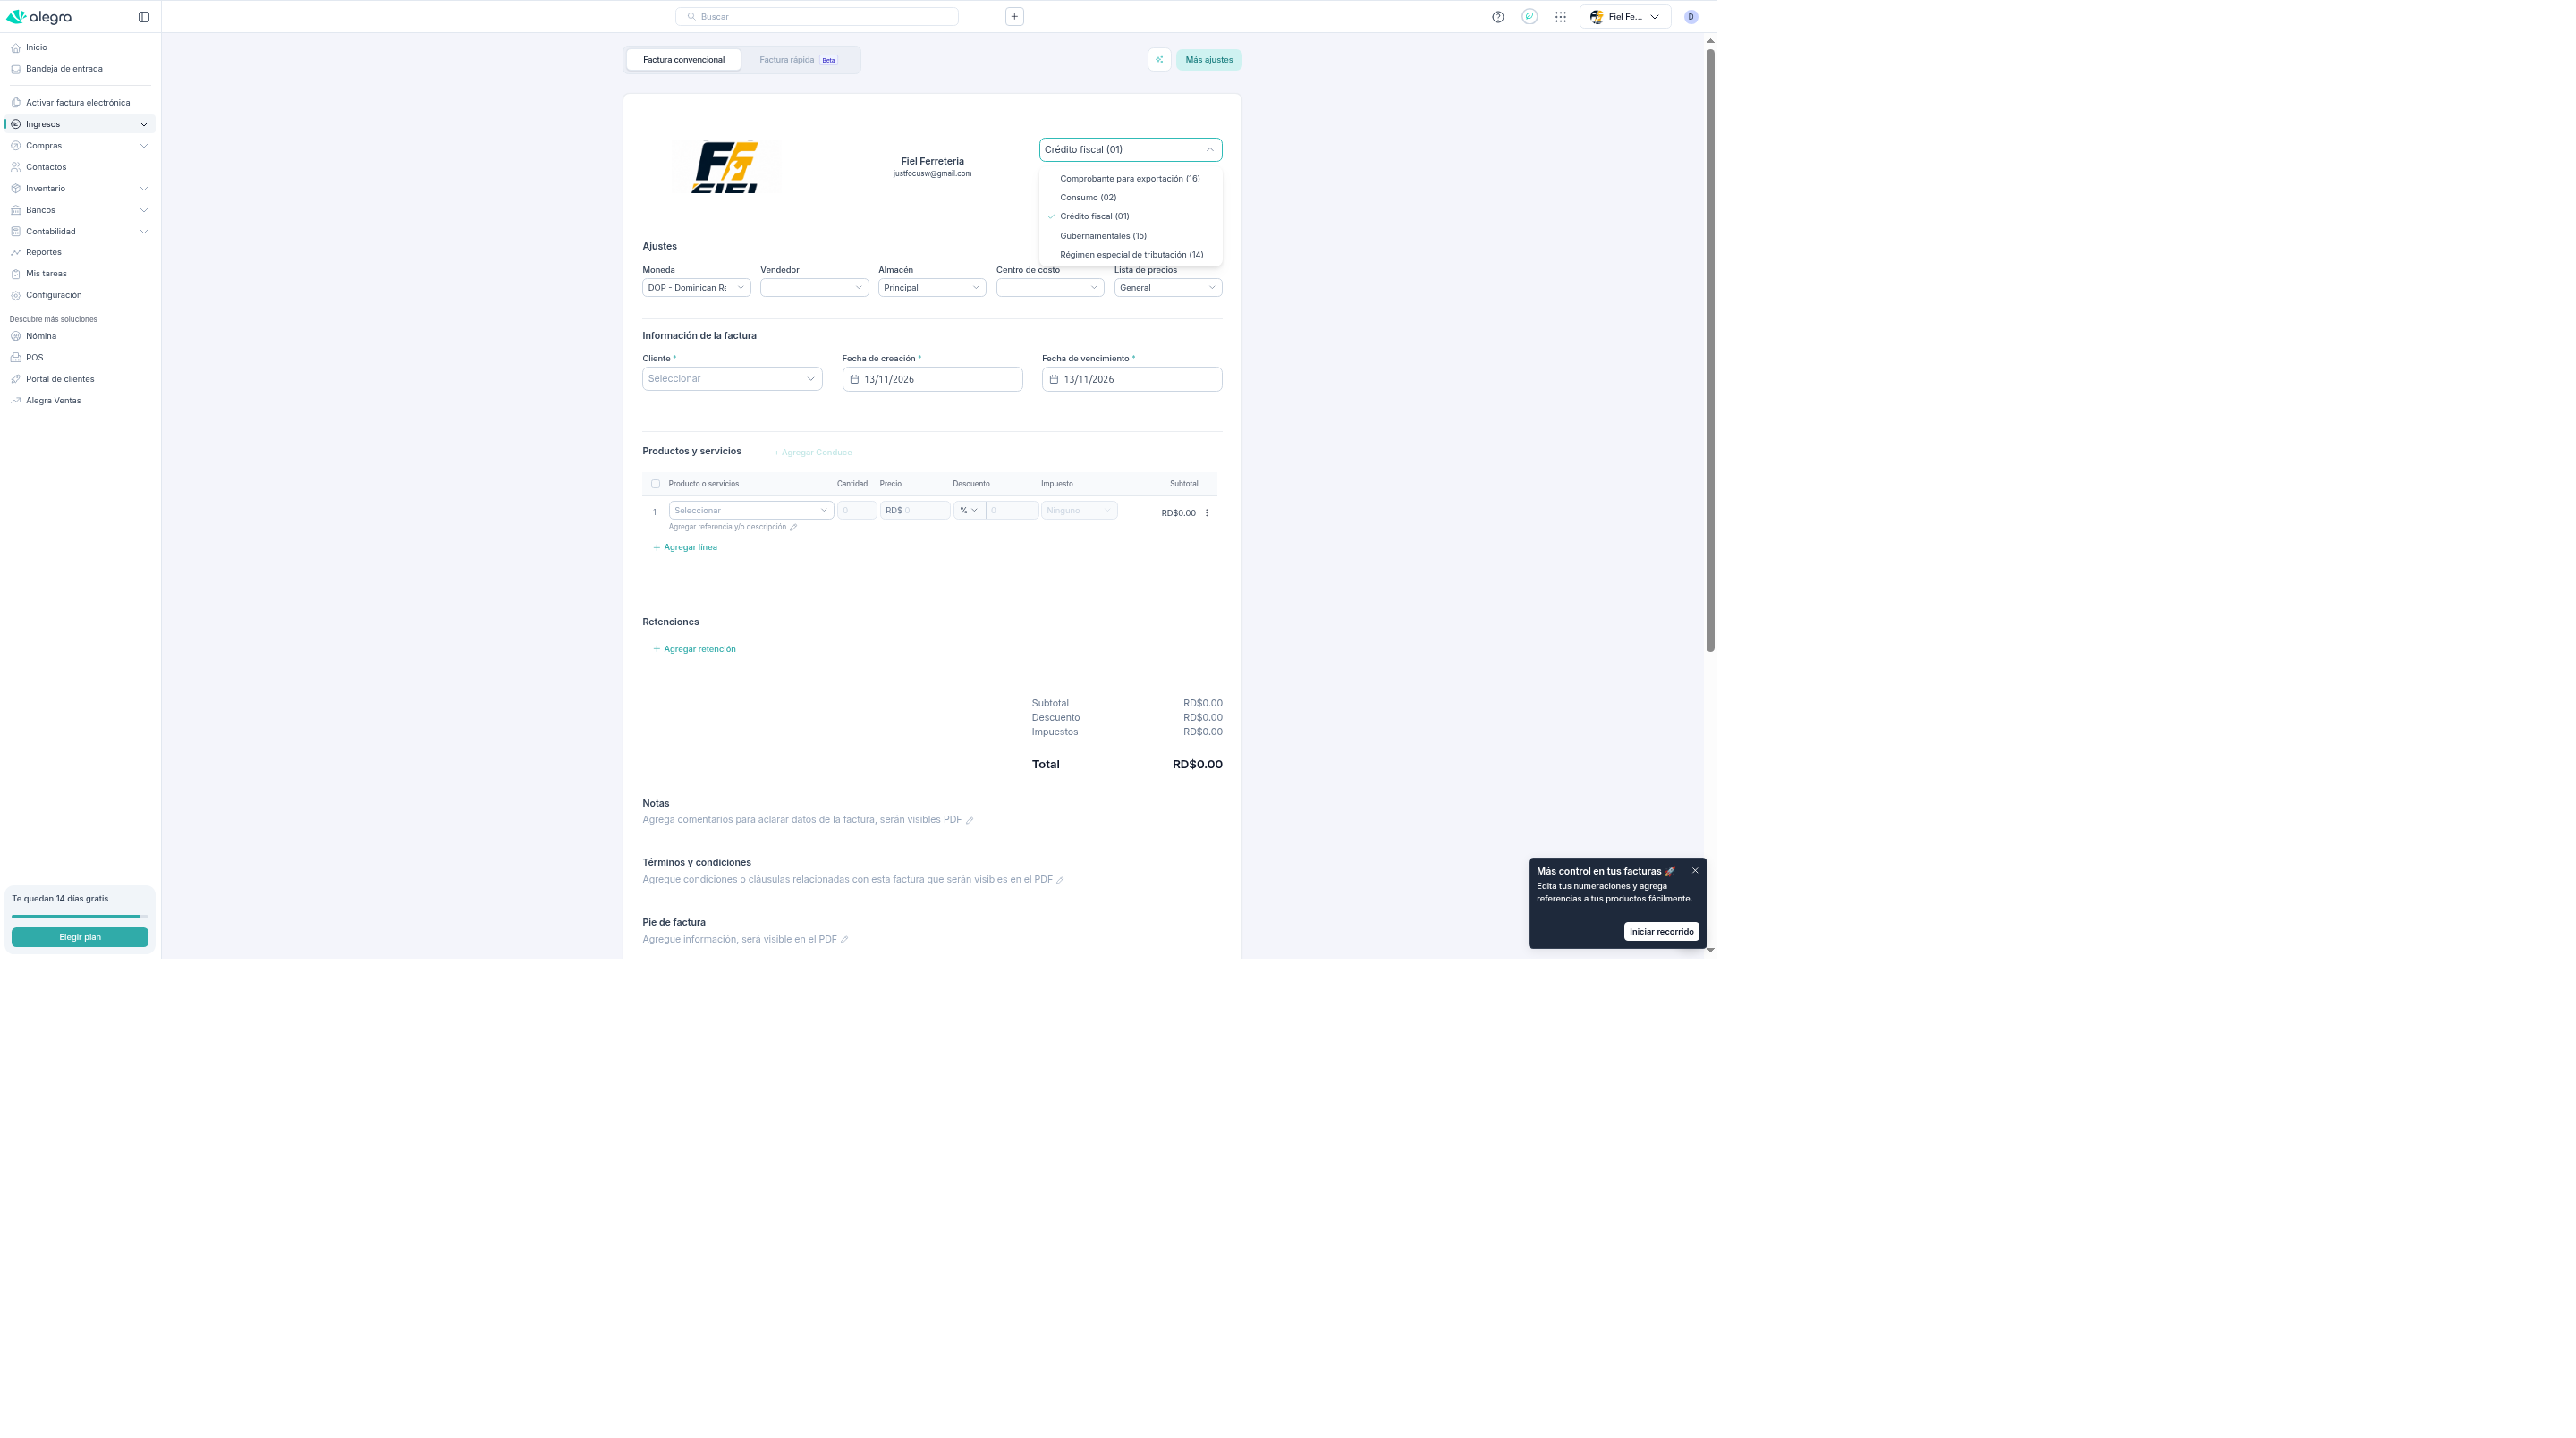 alegra
Buscar
Fiel Fe...
D
Inicio
Bandeja de entrada
Activar factura electrónica
Ingresos
Compras
Contactos
Inventario
Bancos
Contabilidad
Reportes
Mis tareas
Configuración
Descubre más soluciones
Nómina
POS
Portal de clientes
Alegra Ventas
Te quedan 14 días gratis
Elegir plan
Factura convencional
Factura rápida Beta
Más ajustes
Fiel Ferreteria
justfocusw@gmail.com
Crédito fiscal (01)
Comprobante para exportación (16)
Consumo (02)
Crédito fiscal (01)
Gubernamentales (15)
Régimen especial de tributación (14)
Ajustes
Moneda Vendedor Almacén Centro de costo Lista de precios
DOP - Dominican Re Principal General
Información de la factura
Cliente * Fecha de creación * Fecha de vencimiento *
Seleccionar 13/11/2026 13/11/2026
Productos y servicios + Agregar Conduce
Producto o servicios Cantidad Precio Descuento Impuesto Subtotal
1 Seleccionar 0 RD$ 0 % 0 Ninguno RD$0.00
Agregar referencia y/o descripción
+ Agregar línea
Retenciones
+ Agregar retención
Subtotal RD$0.00
Descuento RD$0.00
Impuestos RD$0.00
Total RD$0.00
Notas
Agrega comentarios para aclarar datos de la factura, serán visibles PDF
Términos y condiciones
Agregue condiciones o cláusulas relacionadas con esta factura que serán visibles en el PDF
Pie de factura
Agregue información, será visible en el PDF
Más control en tus facturas 🚀
Edita tus numeraciones y agrega
referencias a tus productos fácilmente.
Iniciar recorrido